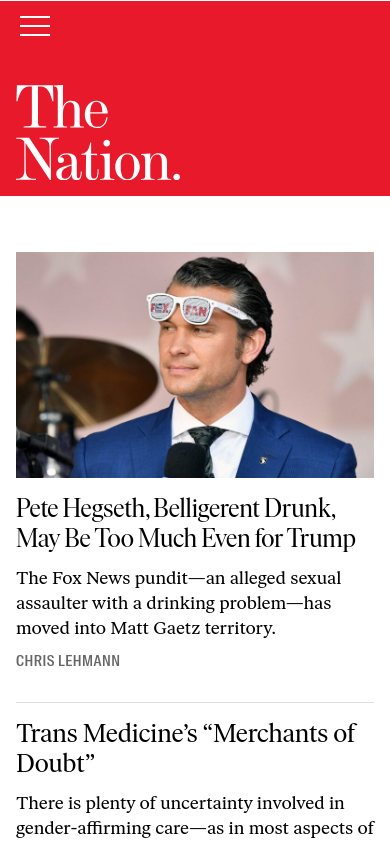 The
Nation.
FOX FAN
Pete Hegseth, Belligerent Drunk,
May Be Too Much Even for Trump
The Fox News pundit—an alleged sexual
assaulter with a drinking problem—has
moved into Matt Gaetz territory.
CHRIS LEHMANN
Trans Medicine’s “Merchants of
Doubt”
There is plenty of uncertainty involved in
gender-affirming care—as in most aspects of